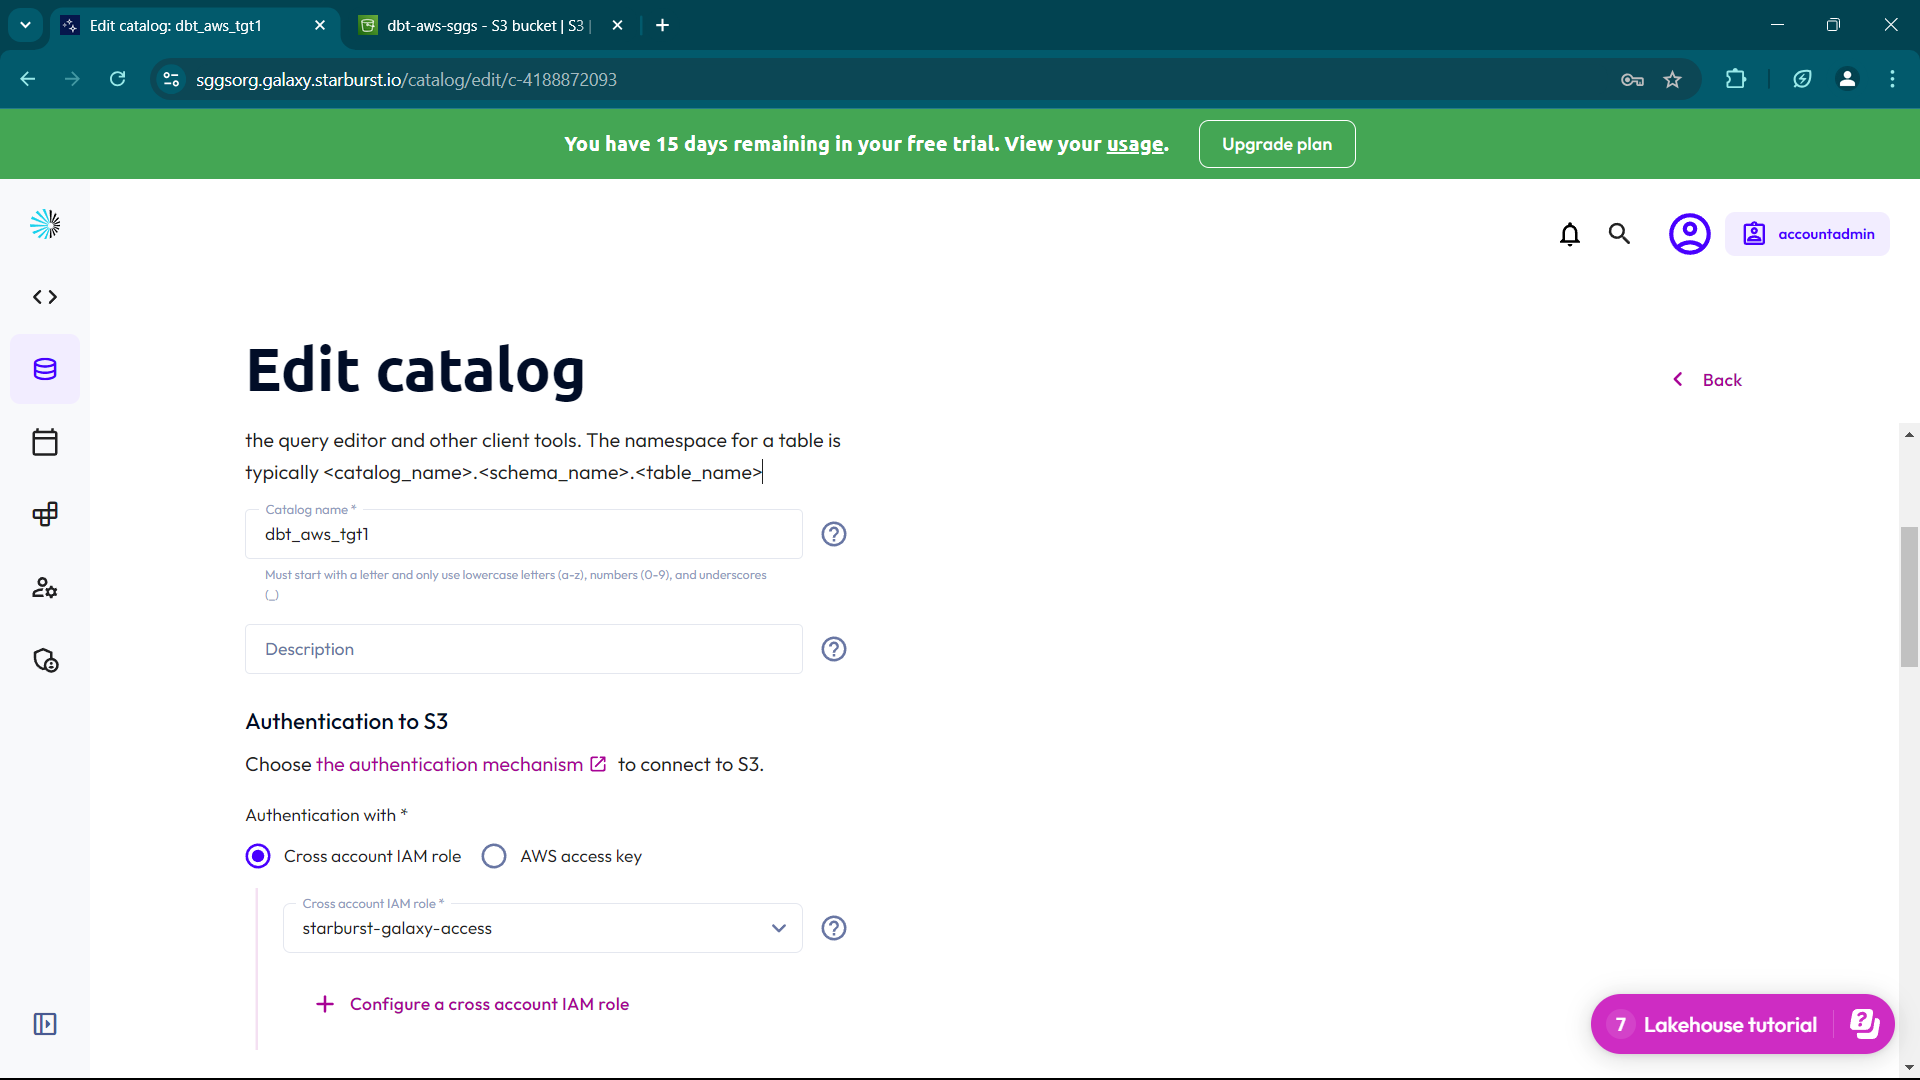 Edit catalog: dbt_aws_tgt1
dbt-aws-sggs - S3 bucket | S3 |
sggsorg.galaxy.starburst.io/catalog/edit/c-4188872093
You have 15 days remaining in your free trial. View your usage.
Upgrade plan
accountadmin
Edit catalog
Back
the query editor and other client tools. The namespace for a table is
typically <catalog_name>.<schema_name>.<table_name>
Catalog name *
dbt_aws_tgt1
Must start with a letter and only use lowercase letters (a-z), numbers (0-9), and underscores
(_)
Description
Authentication to S3
Choose the authentication mechanism to connect to S3.
Authentication with *
Cross account IAM role
AWS access key
Cross account IAM role *
starburst-galaxy-access
Configure a cross account IAM role
7 Lakehouse tutorial